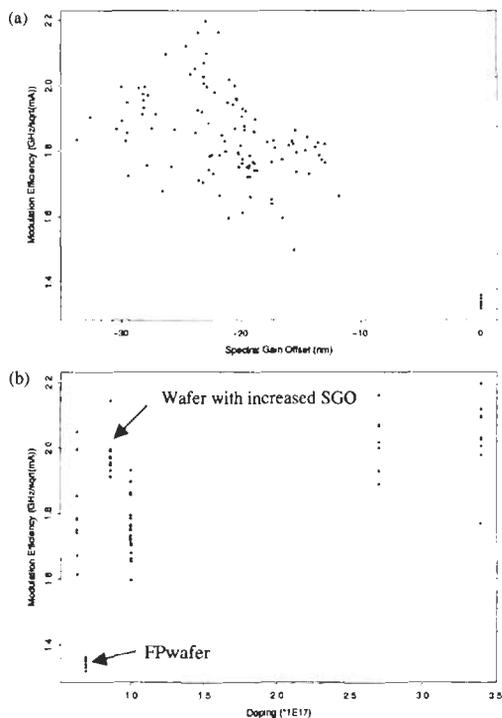 (a)
Modulation Efficiency (GHz/sqrt(mA))
2.2
2.0
1.8
1.6
1.4
-30
-20
-10
0
Spectral Gain Offset (nm)
(b)
Modulation Efficiency (GHz/sqrt(mA))
2.2
2.0
1.8
1.6
1.4
Wafer with increased SGO
FPwafer
1.0
1.5
2.0
2.5
3.0
3.5
Doping (*1E17)